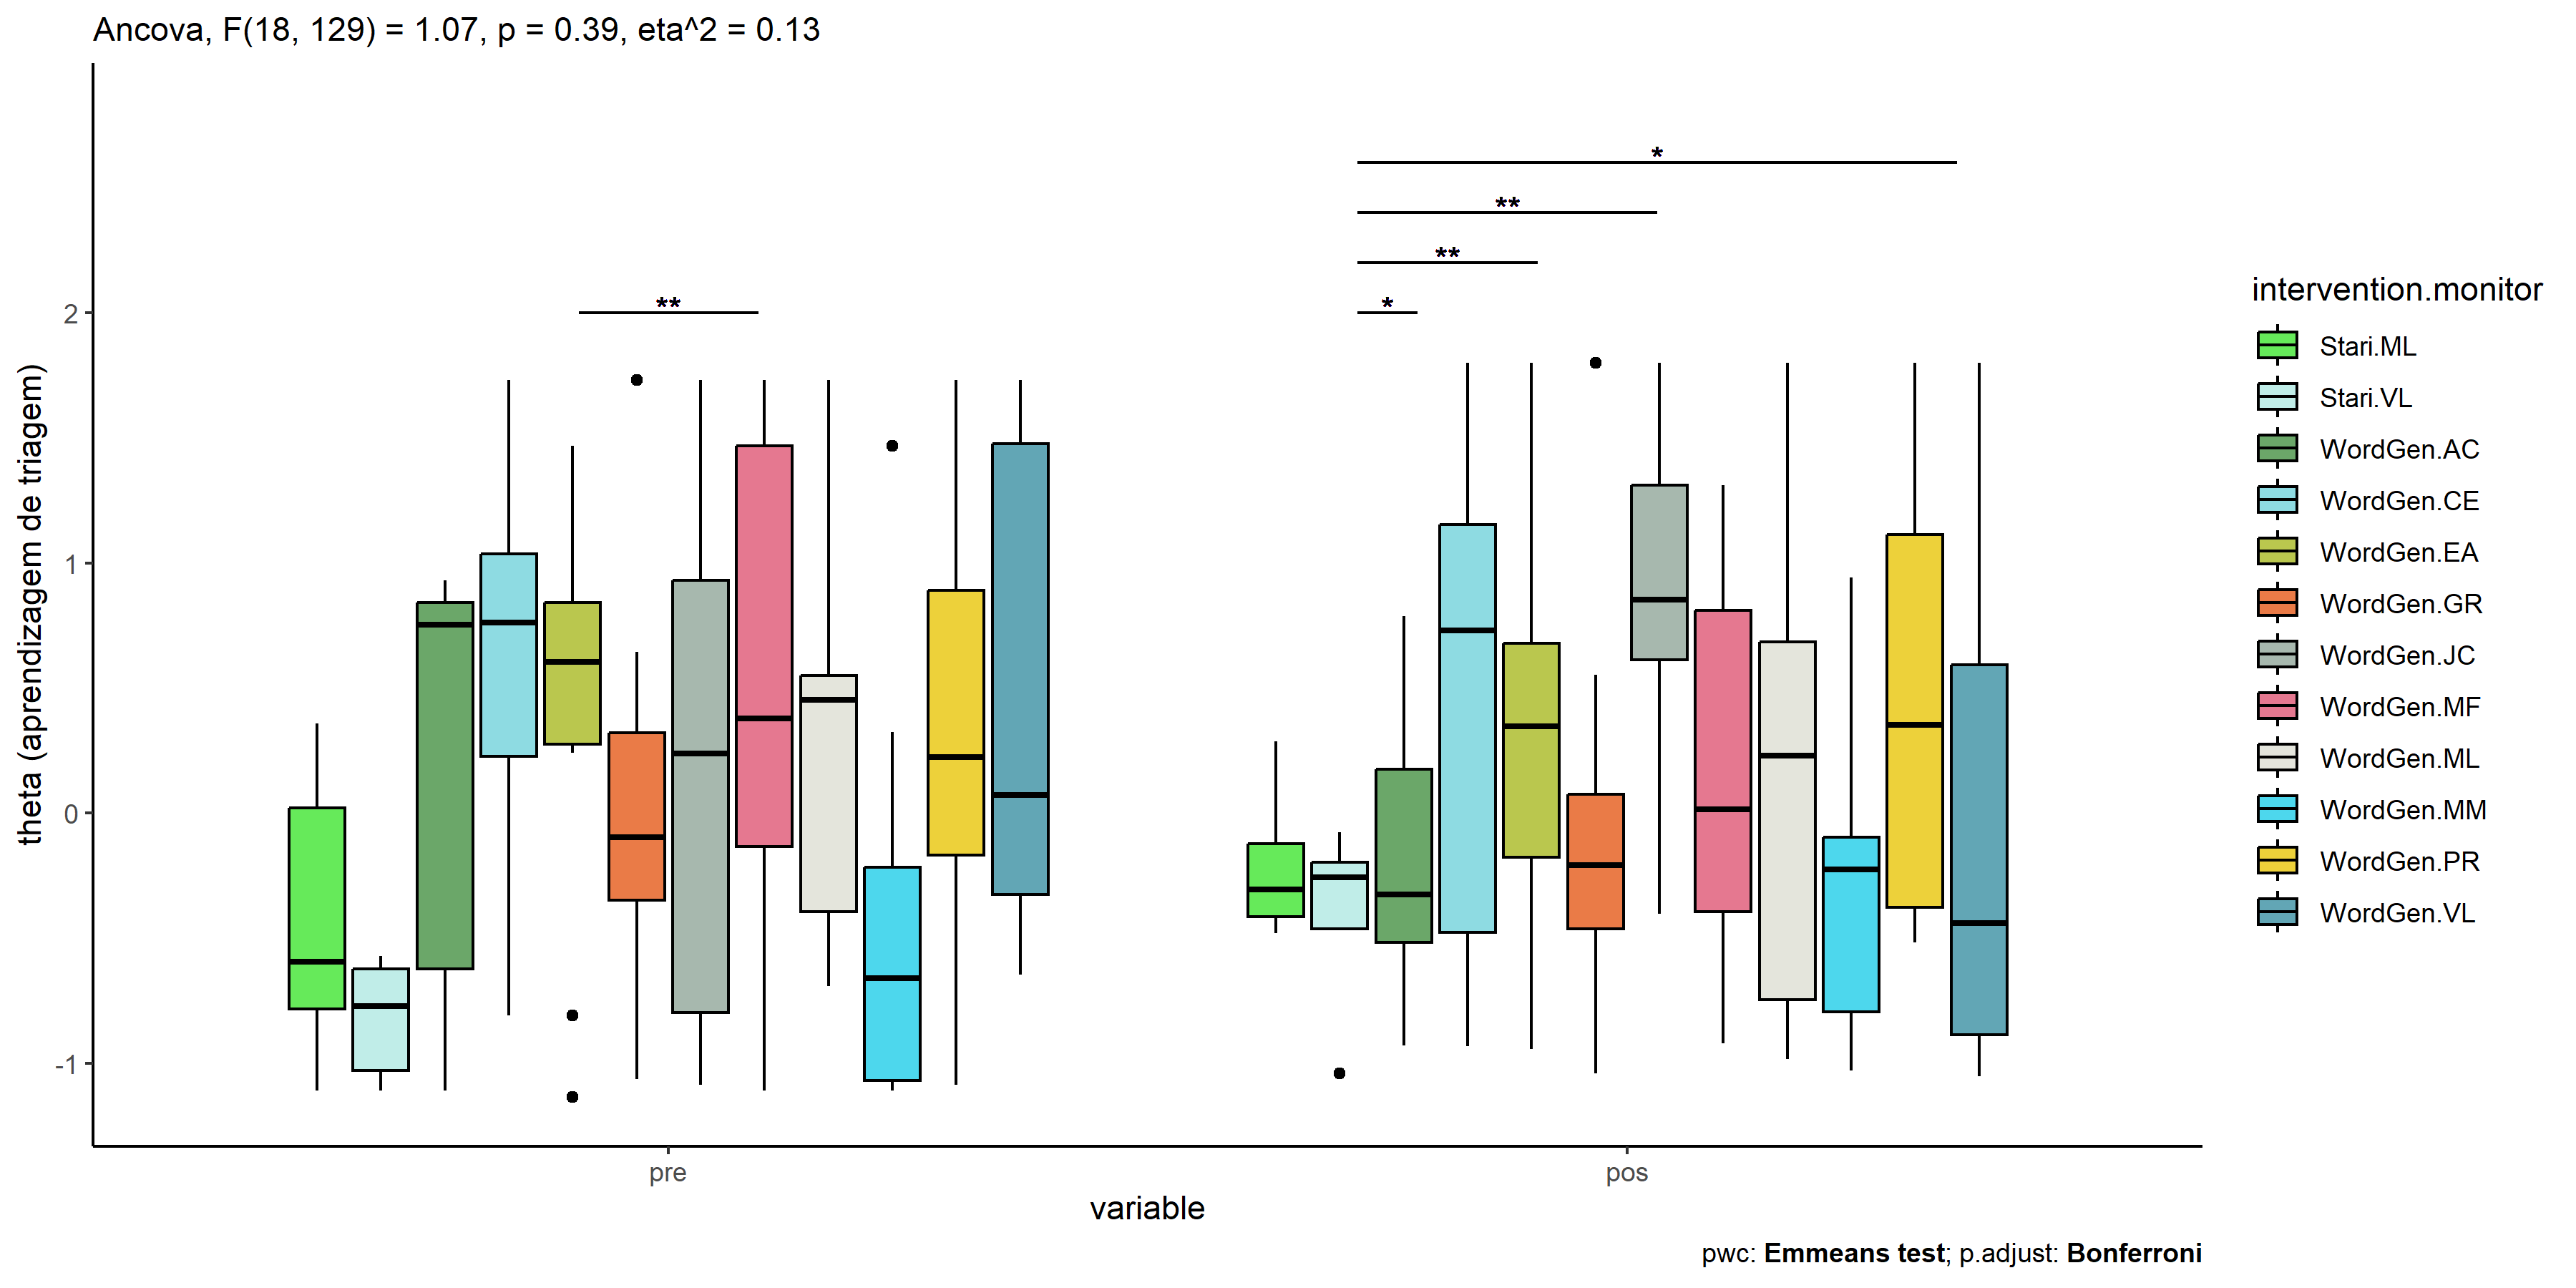 Ancova, F(18, 129) = 1.07, p = 0.39, eta^2 = 0.13
theta (aprendizagem de triagem)
2
1
0
-1
**
*
**
**
*
pre
pos
variable
intervention.monitor
Stari.ML
Stari.VL
WordGen.AC
WordGen.CE
WordGen.EA
WordGen.GR
WordGen.JC
WordGen.MF
WordGen.ML
WordGen.MM
WordGen.PR
WordGen.VL
pwc: Emmeans test; p.adjust: Bonferroni